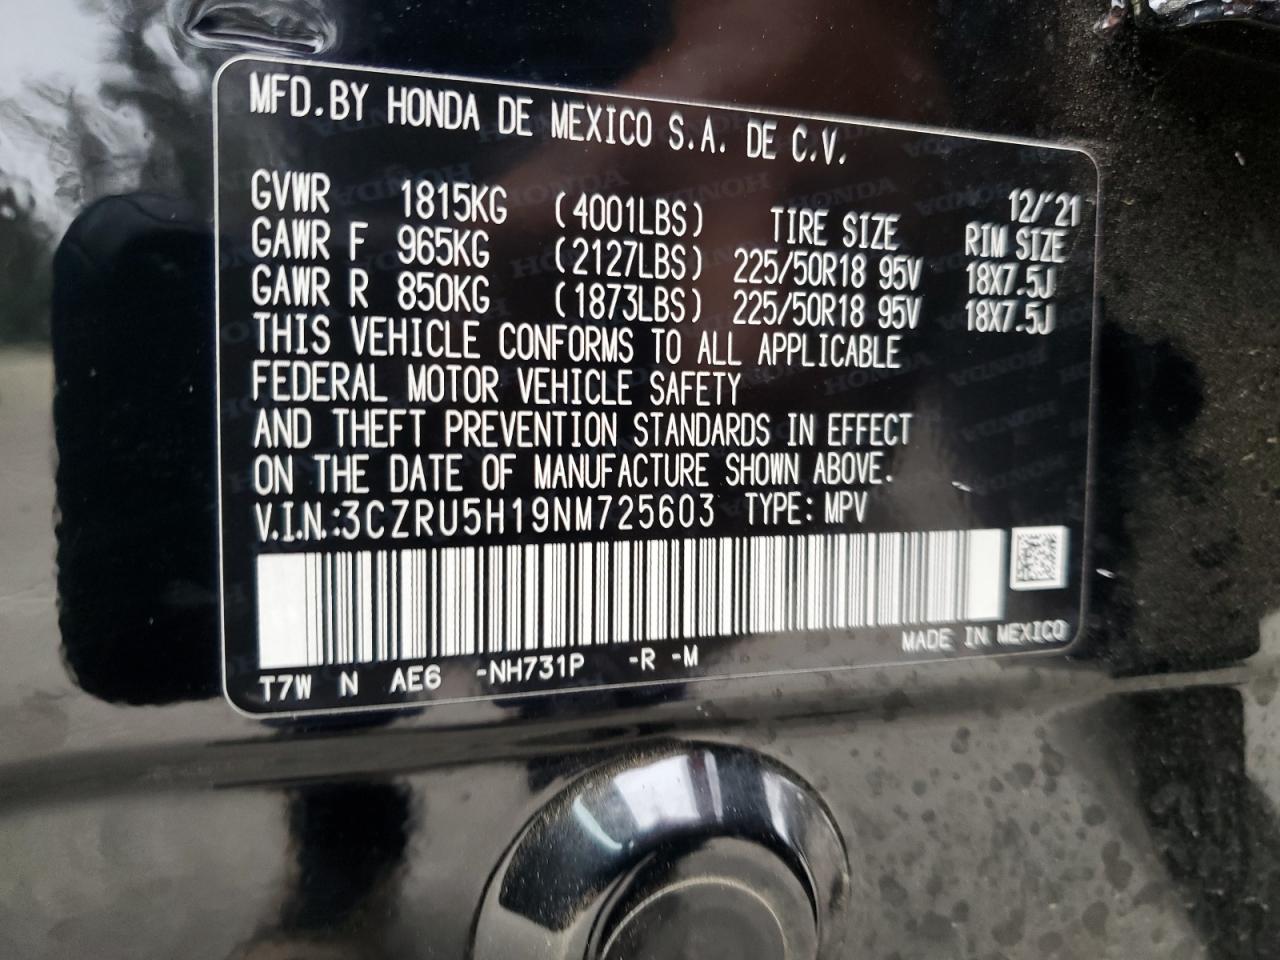 MFD.BY HONDA DE MEXICO S.A. DE C.V.
12/'21
GVWR 1815KG (4001LBS) TIRE SIZE RIM SIZE
GAWR F 965KG (2127LBS) 225/50R18 95V 18X7.5J
GAWR R 850KG (1873LBS) 225/50R18 95V 18X7.5J
THIS VEHICLE CONFORMS TO ALL APPLICABLE
FEDERAL MOTOR VEHICLE SAFETY
AND THEFT PREVENTION STANDARDS IN EFFECT
ON THE DATE OF MANUFACTURE SHOWN ABOVE.
V.I.N.:3CZRU5H19NM725603 TYPE: MPV
MADE IN MEXICO
T7W N AE6 -NH731P -R -M